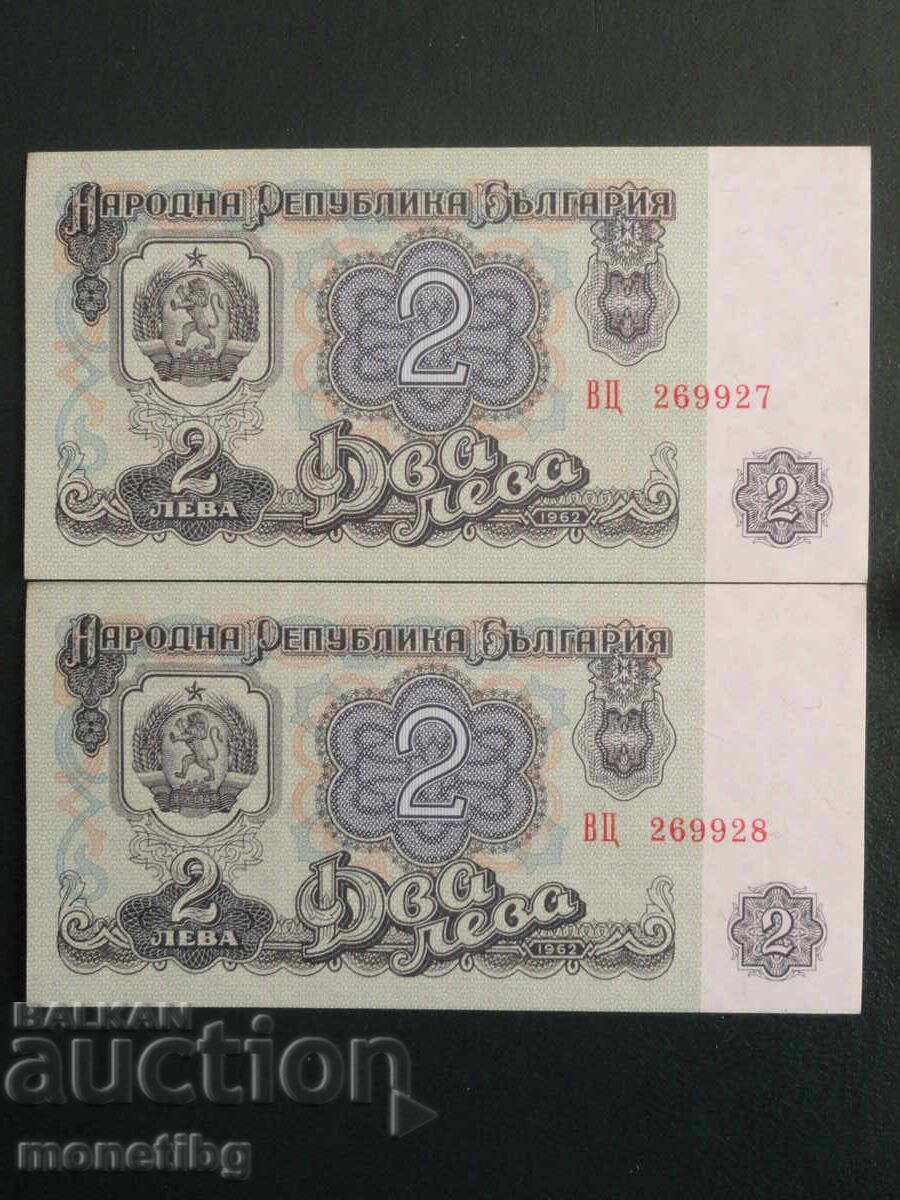 НАРОДНА РЕПУБЛИКА БЪЛГАРИЯ
2
ВЦ 269927
2
ЛЕВА
Два лева
1962
2
НАРОДНА РЕПУБЛИКА БЪЛГАРИЯ
2
ВЦ 269928
2
ЛЕВА
Два лева
1962
2
BALKAN
auction
monetibg